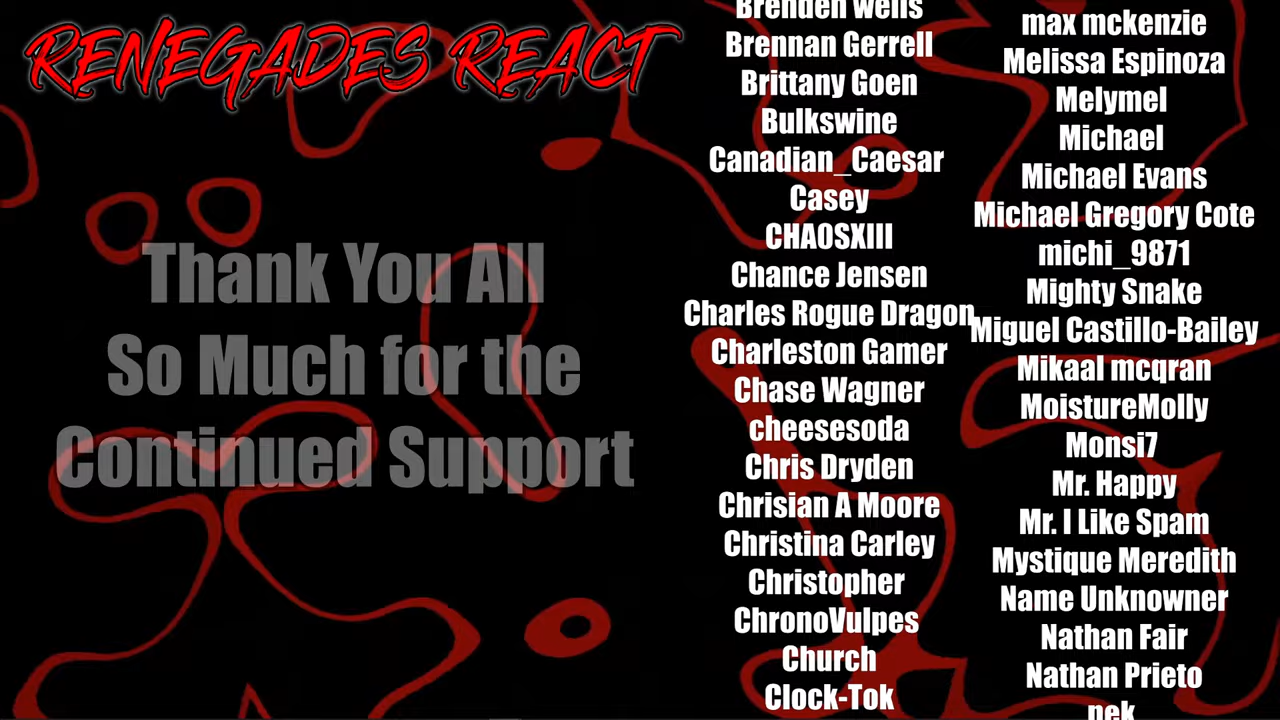 RENEGADES REACT
Thank You All
So Much for the
Continued Support
Brenden Wells
Brennan Gerrell
Brittany Goen
Bulkswine
Canadian_Caesar
Casey
CHAOSXIII
Chance Jensen
Charles Rogue Dragon
Charleston Gamer
Chase Wagner
cheesesoda
Chris Dryden
Chrisian A Moore
Christina Carley
Christopher
ChronoVulpes
Church
Clock-Tok
max mckenzie
Melissa Espinoza
Melymel
Michael
Michael Evans
Michael Gregory Cote
michi_9871
Mighty Snake
Miguel Castillo-Bailey
Mikaal mcqran
MoistureMolly
Monsi7
Mr. Happy
Mr. I Like Spam
Mystique Meredith
Name Unknowner
Nathan Fair
Nathan Prieto
nek